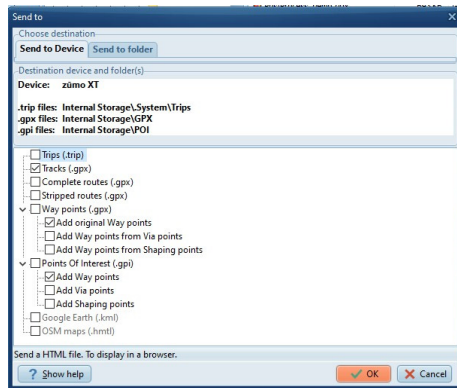 Send to
Choose destination
Send to Device Send to folder
Destination device and folder(s)
Device: zūmo XT
.trip files: Internal Storage\.System\Trips
.gpx files: Internal Storage\GPX
.gpi files: Internal Storage\POI
Trips (.trip)
Tracks (.gpx)
Complete routes (.gpx)
Stripped routes (.gpx)
Way points (.gpx)
Add original Way points
Add Way points from Via points
Add Way points from Shaping points
Points Of Interest (.gpi)
Add Way points
Add Via points
Add Shaping points
Google Earth (.kml)
OSM maps (.hmtl)
Send a HTML file. To display in a browser.
? Show help OK Cancel